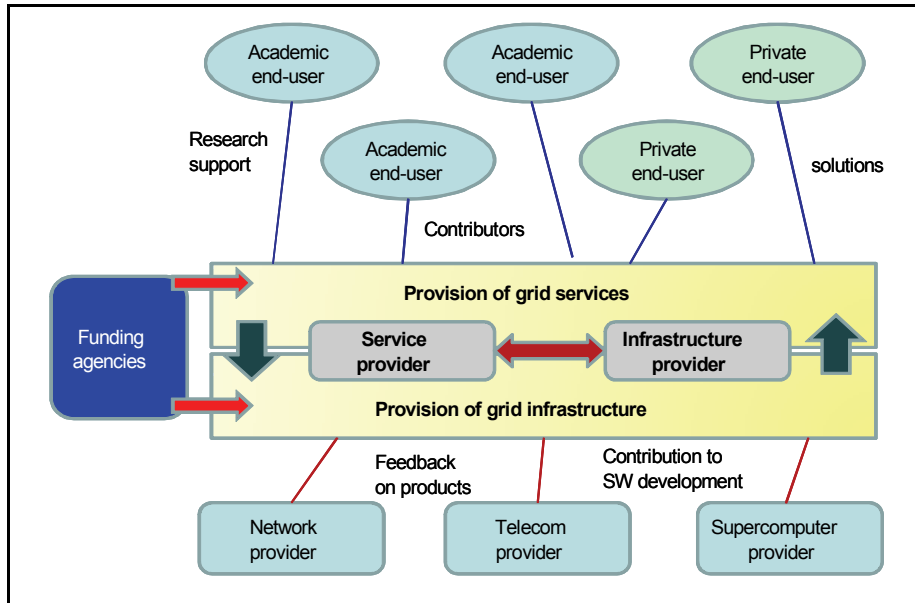 Academic
end-user
Academic
end-user
Private
end-user
Research
support
Academic
end-user
Private
end-user
solutions
Contributors
Provision of grid services
Funding
agencies
Service
provider
Infrastructure
provider
Provision of grid infrastructure
Feedback
on products
Contribution to
SW development
Network
provider
Telecom
provider
Supercomputer
provider